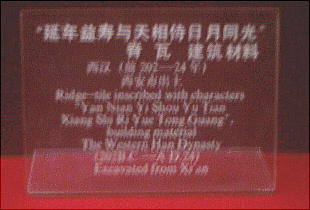 “延年益寿与天相侍日月同光”
脊 瓦 建筑材料
西汉（前202—24年）
西安市出土
Ridge-tile inscribed with characters
"Yan Nian Yi Shou Yu Tian
Xiang Shi Ri Yue Tong Guang",
building material
The Western Han Dynasty
(202B.C.—A.D.24)
Excavated from Xi'an